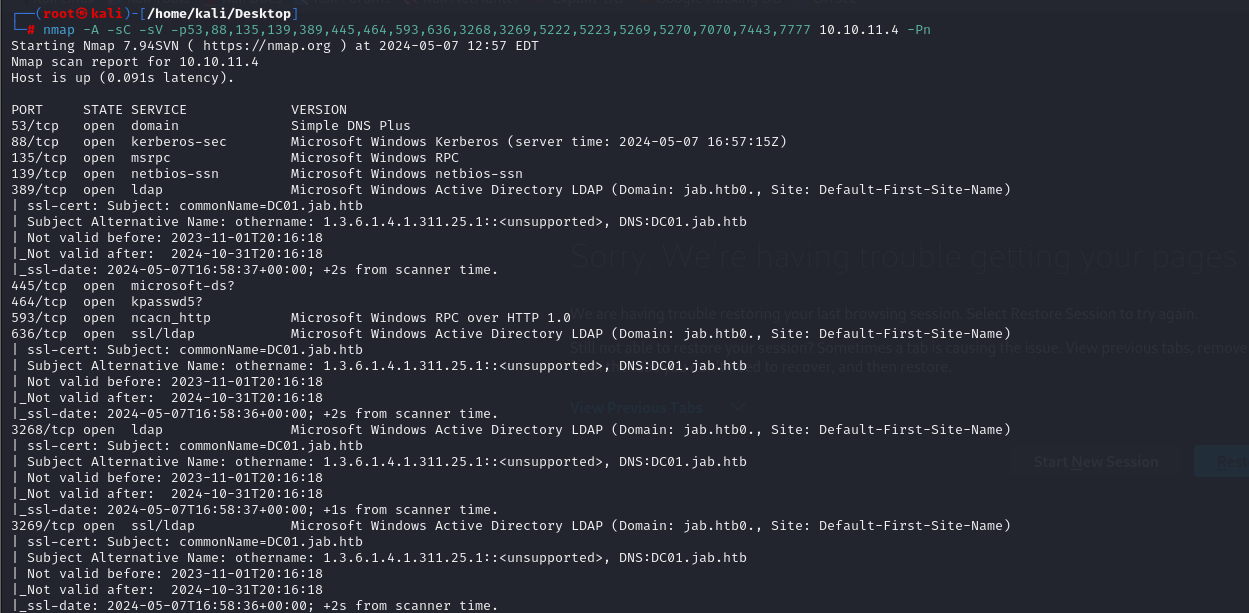 ┌──(root㉿kali)-[/home/kali/Desktop]
└─# nmap -A -sC -sV -p53,88,135,139,389,445,464,593,636,3268,3269,5222,5223,5269,5270,7070,7443,7777 10.10.11.4 -Pn
Starting Nmap 7.94SVN ( https://nmap.org ) at 2024-05-07 12:57 EDT
Nmap scan report for 10.10.11.4
Host is up (0.091s latency).

PORT     STATE SERVICE             VERSION
53/tcp   open  domain              Simple DNS Plus
88/tcp   open  kerberos-sec        Microsoft Windows Kerberos (server time: 2024-05-07 16:57:15Z)
135/tcp  open  msrpc               Microsoft Windows RPC
139/tcp  open  netbios-ssn         Microsoft Windows netbios-ssn
389/tcp  open  ldap                Microsoft Windows Active Directory LDAP (Domain: jab.htb0., Site: Default-First-Site-Name)
| ssl-cert: Subject: commonName=DC01.jab.htb
| Subject Alternative Name: othername: 1.3.6.1.4.1.311.25.1::<unsupported>, DNS:DC01.jab.htb
| Not valid before: 2023-11-01T20:16:18
|_Not valid after:  2024-10-31T20:16:18
|_ssl-date: 2024-05-07T16:58:37+00:00; +2s from scanner time.
445/tcp  open  microsoft-ds?
464/tcp  open  kpasswd5?
593/tcp  open  ncacn_http          Microsoft Windows RPC over HTTP 1.0
636/tcp  open  ssl/ldap            Microsoft Windows Active Directory LDAP (Domain: jab.htb0., Site: Default-First-Site-Name)
| ssl-cert: Subject: commonName=DC01.jab.htb
| Subject Alternative Name: othername: 1.3.6.1.4.1.311.25.1::<unsupported>, DNS:DC01.jab.htb
| Not valid before: 2023-11-01T20:16:18
|_Not valid after:  2024-10-31T20:16:18
|_ssl-date: 2024-05-07T16:58:36+00:00; +2s from scanner time.
3268/tcp open  ldap                Microsoft Windows Active Directory LDAP (Domain: jab.htb0., Site: Default-First-Site-Name)
| ssl-cert: Subject: commonName=DC01.jab.htb
| Subject Alternative Name: othername: 1.3.6.1.4.1.311.25.1::<unsupported>, DNS:DC01.jab.htb
| Not valid before: 2023-11-01T20:16:18
|_Not valid after:  2024-10-31T20:16:18
|_ssl-date: 2024-05-07T16:58:37+00:00; +1s from scanner time.
3269/tcp open  ssl/ldap            Microsoft Windows Active Directory LDAP (Domain: jab.htb0., Site: Default-First-Site-Name)
| ssl-cert: Subject: commonName=DC01.jab.htb
| Subject Alternative Name: othername: 1.3.6.1.4.1.311.25.1::<unsupported>, DNS:DC01.jab.htb
| Not valid before: 2023-11-01T20:16:18
|_Not valid after:  2024-10-31T20:16:18
|_ssl-date: 2024-05-07T16:58:36+00:00; +2s from scanner time.
Sorry. We're having trouble getting your pages
We are having trouble restoring your last browsing session. Select Restore Session to try again.
Still not able to restore your session? Sometimes a tab is causing the issue. View previous tabs, remove
to recover, and then restore.
View Previous Tabs
Start New Session